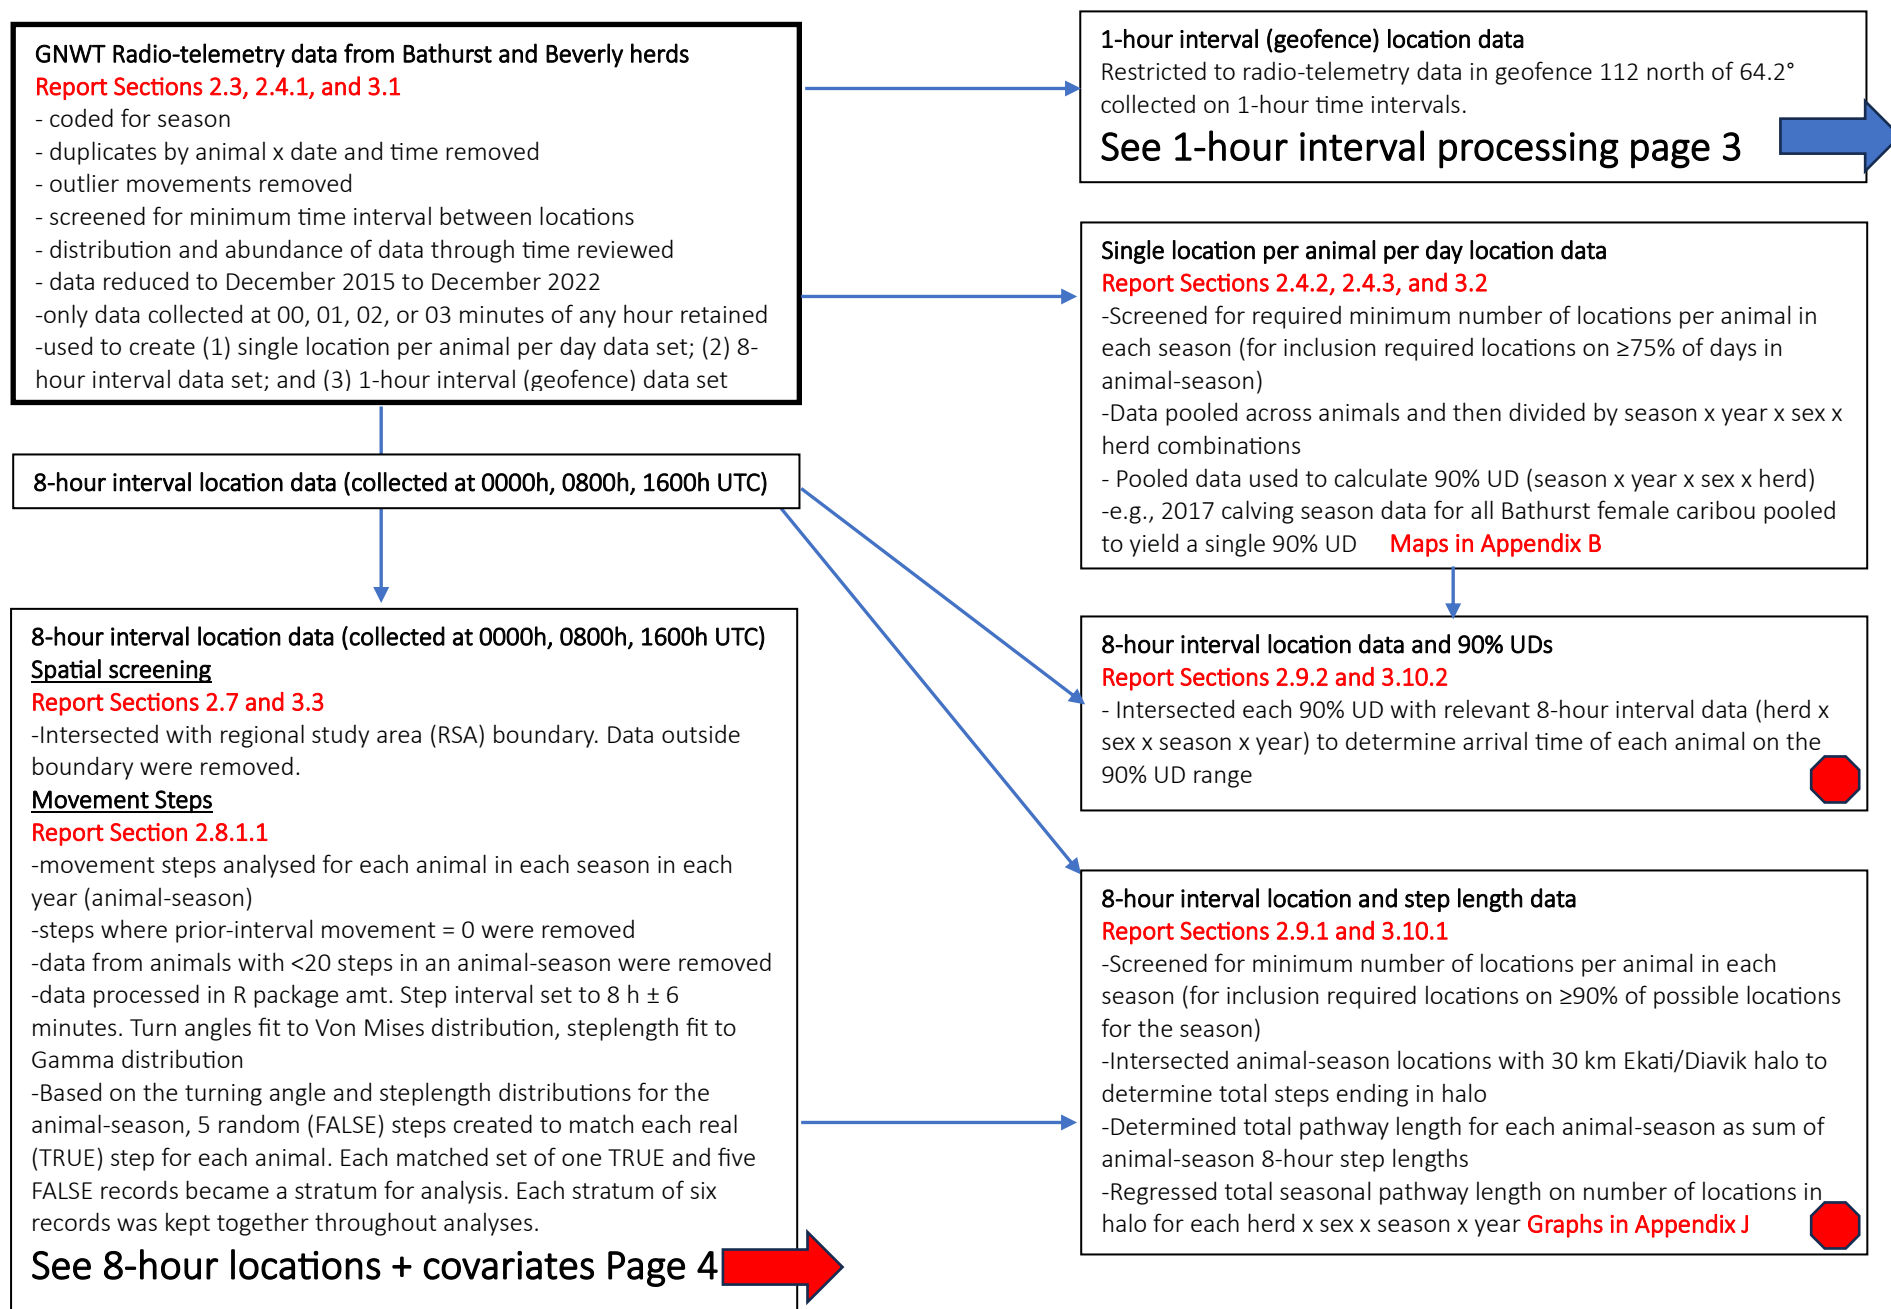 GNWT Radio-telemetry data from Bathurst and Beverly herds
Report Sections 2.3, 2.4.1, and 3.1
- coded for season
- duplicates by animal x date and time removed
- outlier movements removed
- screened for minimum time interval between locations
- distribution and abundance of data through time reviewed
- data reduced to December 2015 to December 2022
-only data collected at 00, 01, 02, or 03 minutes of any hour retained
-used to create (1) single location per animal per day data set; (2) 8-
hour interval data set; and (3) 1-hour interval (geofence) data set
8-hour interval location data (collected at 0000h, 0800h, 1600h UTC)
8-hour interval location data (collected at 0000h, 0800h, 1600h UTC)
Spatial screening
Report Sections 2.7 and 3.3
-Intersected with regional study area (RSA) boundary. Data outside
boundary were removed.
Movement Steps
Report Section 2.8.1.1
-movement steps analysed for each animal in each season in each
year (animal-season)
-steps where prior-interval movement = 0 were removed
-data from animals with <20 steps in an animal-season were removed
-data processed in R package amt. Step interval set to 8 h ± 6
minutes. Turn angles fit to Von Mises distribution, steplength fit to
Gamma distribution
-Based on the turning angle and steplength distributions for the
animal-season, 5 random (FALSE) steps created to match each real
(TRUE) step for each animal. Each matched set of one TRUE and five
FALSE records became a stratum for analysis. Each stratum of six
records was kept together throughout analyses.
See 8-hour locations + covariates Page 4
1-hour interval (geofence) location data
Restricted to radio-telemetry data in geofence 112 north of 64.2°
collected on 1-hour time intervals.
See 1-hour interval processing page 3
Single location per animal per day location data
Report Sections 2.4.2, 2.4.3, and 3.2
-Screened for required minimum number of locations per animal in
each season (for inclusion required locations on ≥75% of days in
animal-season)
-Data pooled across animals and then divided by season x year x sex x
herd combinations
- Pooled data used to calculate 90% UD (season x year x sex x herd)
-e.g., 2017 calving season data for all Bathurst female caribou pooled
to yield a single 90% UD Maps in Appendix B
8-hour interval location data and 90% UDs
Report Sections 2.9.2 and 3.10.2
- Intersected each 90% UD with relevant 8-hour interval data (herd x
sex x season x year) to determine arrival time of each animal on the
90% UD range
8-hour interval location and step length data
Report Sections 2.9.1 and 3.10.1
-Screened for minimum number of locations per animal in each
season (for inclusion required locations on ≥90% of possible locations
for the season)
-Intersected animal-season locations with 30 km Ekati/Diavik halo to
determine total steps ending in halo
-Determined total pathway length for each animal-season as sum of
animal-season 8-hour step lengths
-Regressed total seasonal pathway length on number of locations in
halo for each herd x sex x season x year Graphs in Appendix J